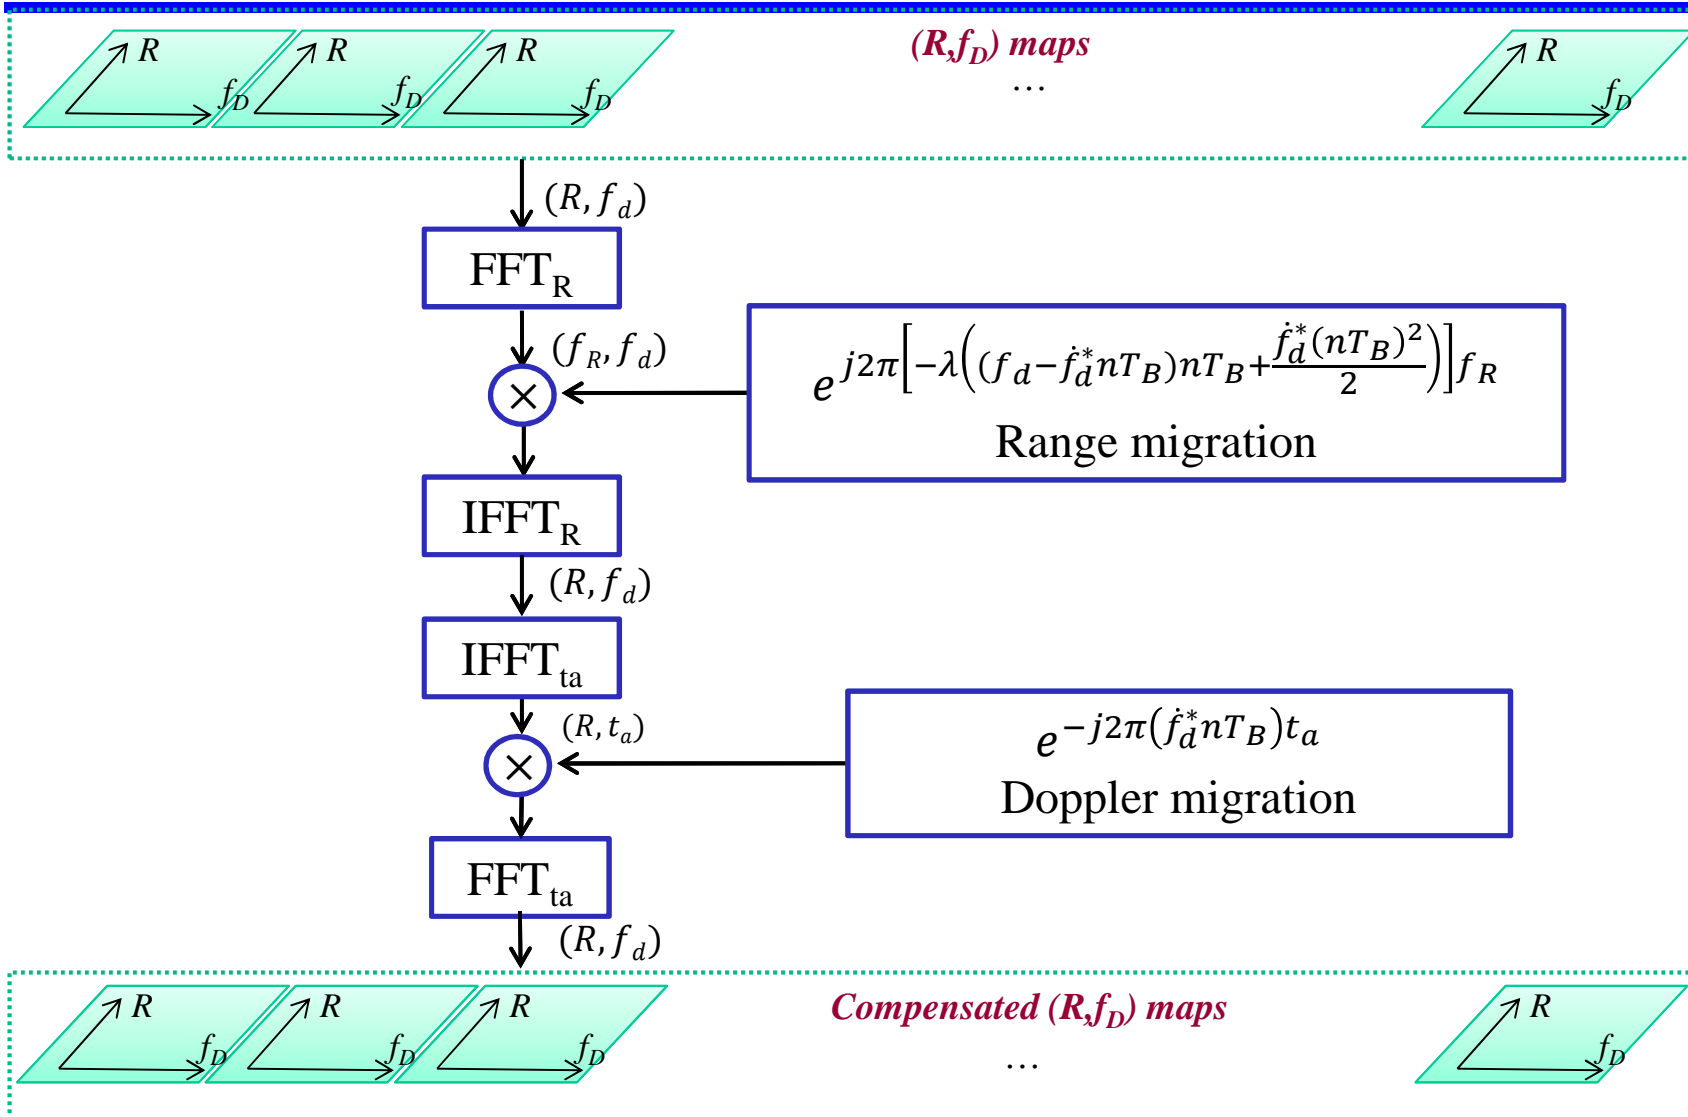 R R R (R,f_D) maps R
f_D f_D f_D … f_D
(R, f_d)
FFT_R
(f_R, f_d)
×
e^{j2π[−λ((f_d−ḟ_d^*nT_B)nT_B+\frac{ḟ_d^*(nT_B)^2}{2})]f_R}
Range migration
IFFT_R
(R, f_d)
IFFT_ta
(R, t_a)
×
e^{−j2π(ḟ_d^*nT_B)t_a}
Doppler migration
FFT_ta
(R, f_d)
R R R Compensated (R,f_D) maps R
f_D f_D f_D … f_D